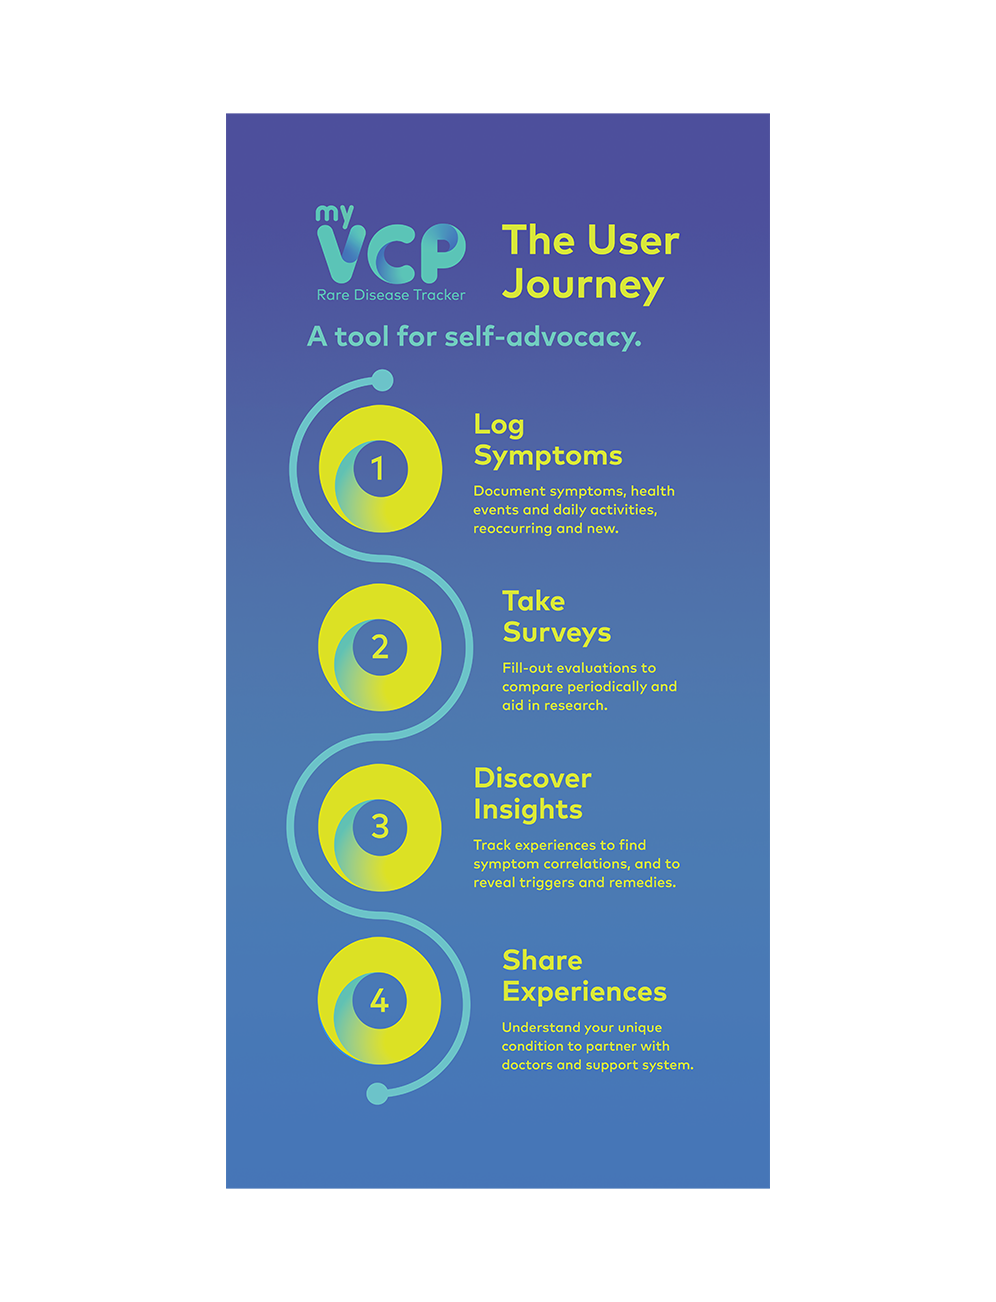 my
VCP
Rare Disease Tracker
The User
Journey
A tool for self-advocacy.
1
Log
Symptoms
Document symptoms, health
events and daily activities,
reoccurring and new.
2
Take
Surveys
Fill-out evaluations to
compare periodically and
aid in research.
3
Discover
Insights
Track experiences to find
symptom correlations, and to
reveal triggers and remedies.
4
Share
Experiences
Understand your unique
condition to partner with
doctors and support system.